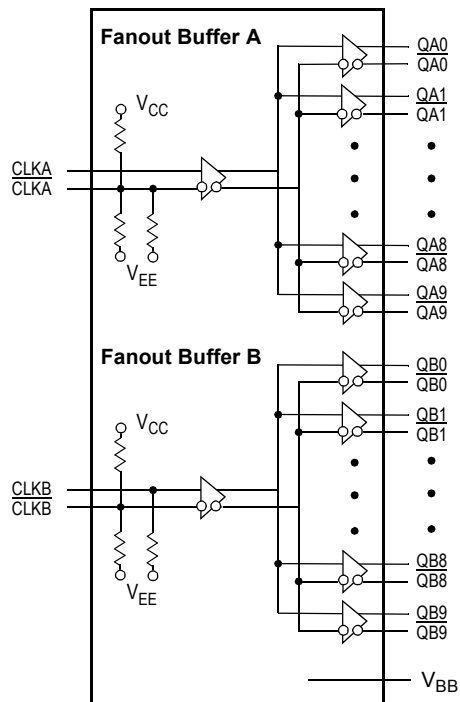 Fanout Buffer A
VCC
CLKA
CLKA
VEE
QA0
QA0
QA1
QA1
QA8
QA8
QA9
QA9
Fanout Buffer B
VCC
CLKB
CLKB
VEE
QB0
QB0
QB1
QB1
QB8
QB8
QB9
QB9
VBB